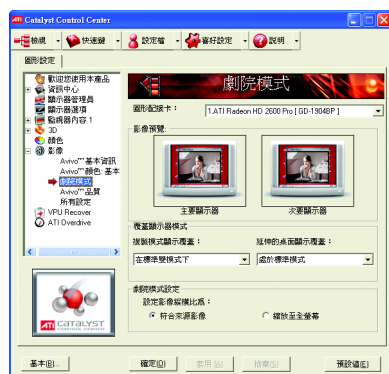 ATI Catalyst Control Center
檢視 快速鍵 設定檔 喜好設定 說明
圖形設定
歡迎您使用本產品
資訊中心
顯示器管理員
顯示器選項
監視器內容 1
3D
顏色
影像
Avivo™ 基本資訊
Avivo™ 顏色: 基本
劇院模式
Avivo™ 品質
所有設定
VPU Recover
ATI Overdrive
ATI CATALYST
CONTROL CENTER
劇院模式
圖形配接卡：
1.ATI Radeon HD 2600 Pro [ GD-1904BP ]
影像預覽
主要顯示器 次要顯示器
覆蓋顯示器模式
複製模式顯示覆蓋： 延伸的桌面顯示覆蓋：
在標準雙模式下 處於標準模式
劇院模式設定
設定影像縱橫比為：
符合來源影像 縮放至全螢幕
基本(B)... 確定(O) 套用(A) 捨棄(S) 預設值(E)